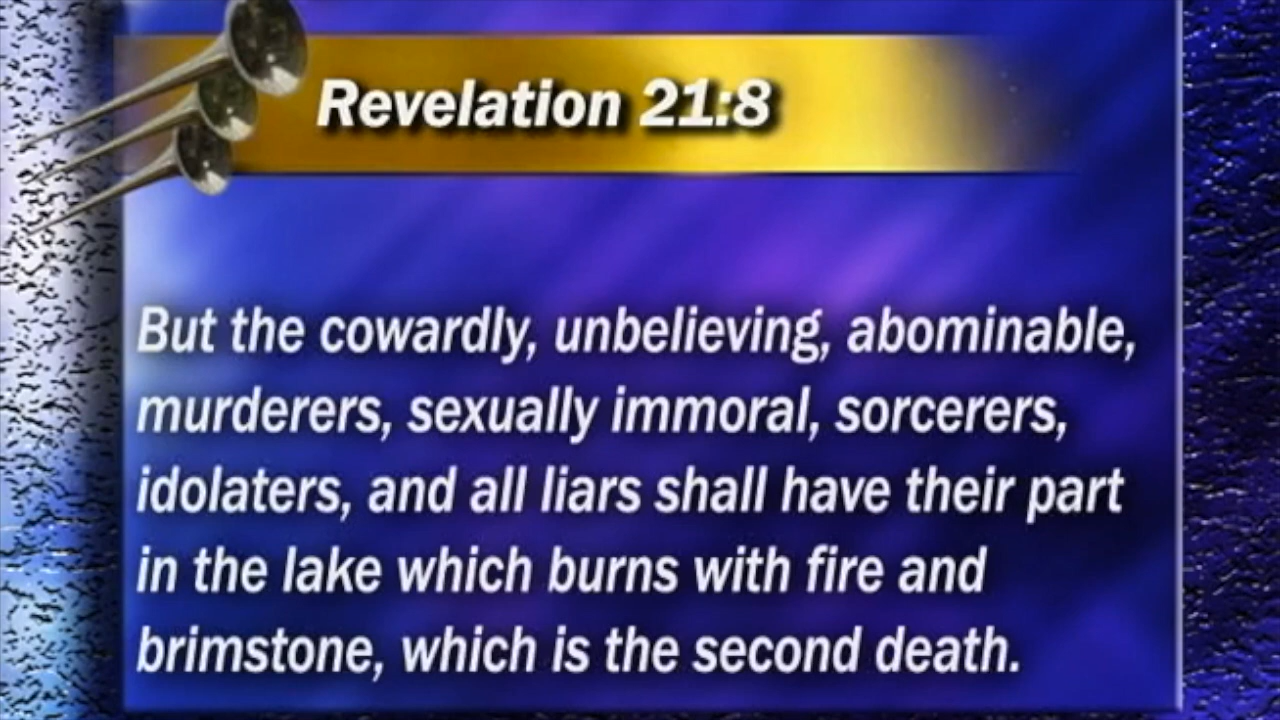 Revelation 21:8
But the cowardly, unbelieving, abominable,
murderers, sexually immoral, sorcerers,
idolaters, and all liars shall have their part
in the lake which burns with fire and
brimstone, which is the second death.